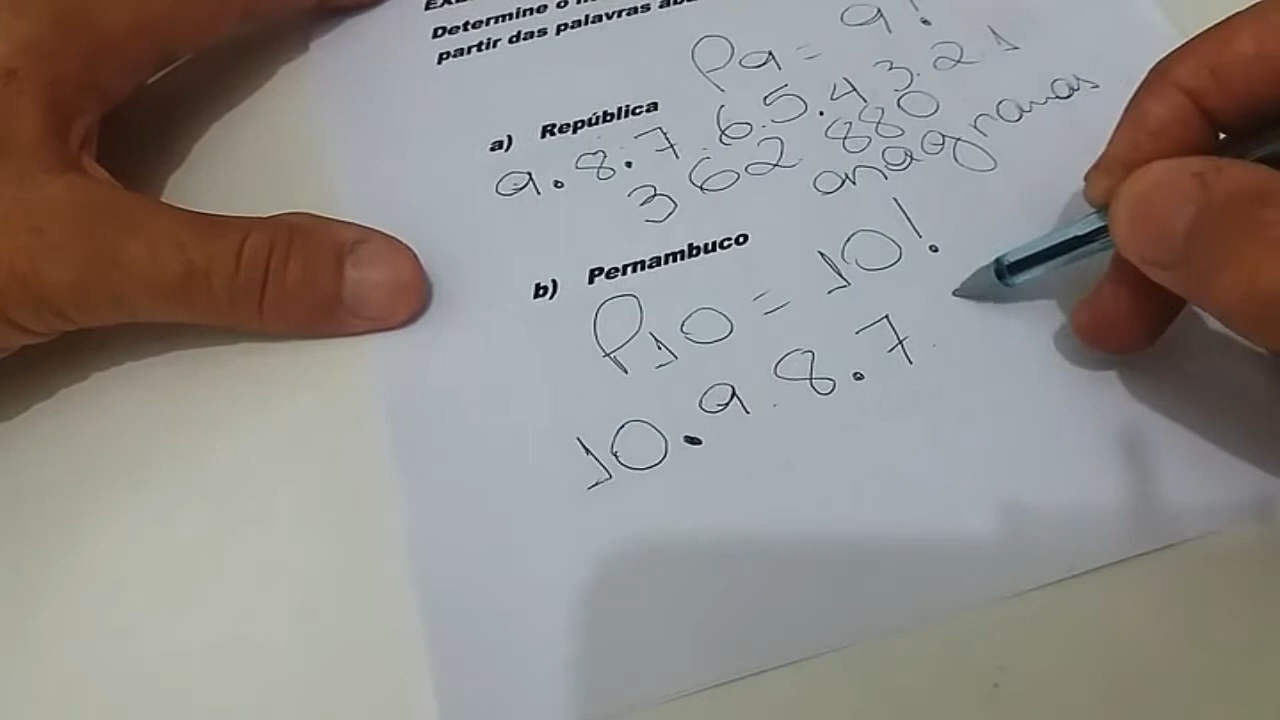 Determine o
partir das palavras
P9 = 9!
a) República
9.8.7.6.5.4.3.2.1
362 880
anagramas
b) Pernambuco
P10 = 10!
10.9.8.7.